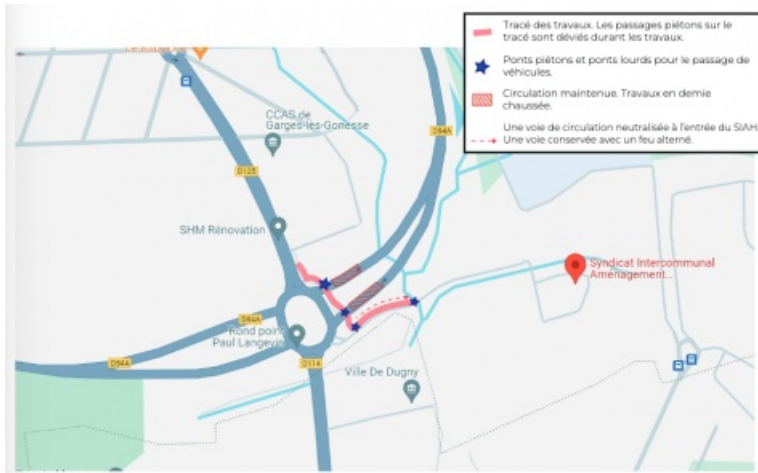 Tracé des travaux. Les passages piétons sur le
tracé sont déviés durant les travaux.
Ponts piétons et ponts lourds pour le passage de
véhicules.
Circulation maintenue. Travaux en demie
chaussée.
Une voie de circulation neutralisée à l'entrée du SIAH.
Une voie conservée avec un feu alterné.
CCAS de
Garges-lès-Gonesse
D84A
D125
SHM Rénovation
Syndicat Intercommunal
Aménagement...
D84A
Rond point
Paul Langevin
D84A
D114
Ville De Dugny